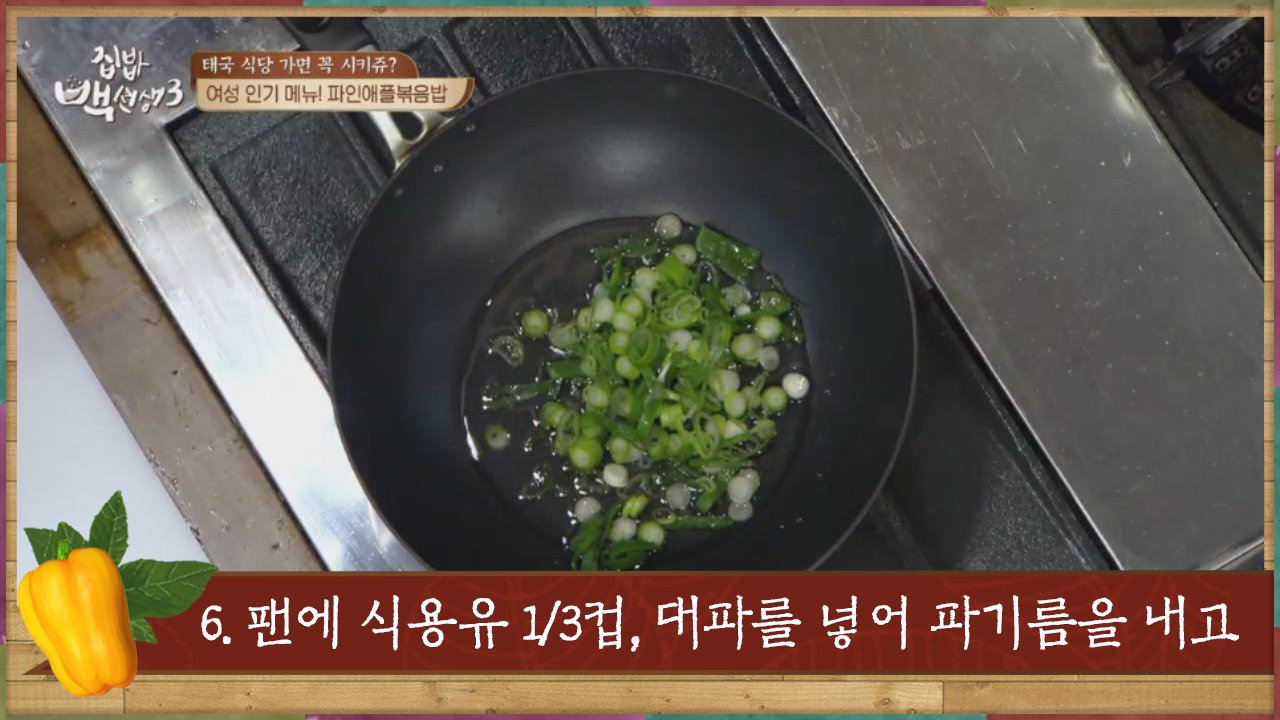 집밥
백선생3
태국 식당 가면 꼭 시키쥬?
여성 인기 메뉴! 파인애플볶음밥
6. 팬에 식용유 1/3컵, 대파를 넣어 파기름을 내고